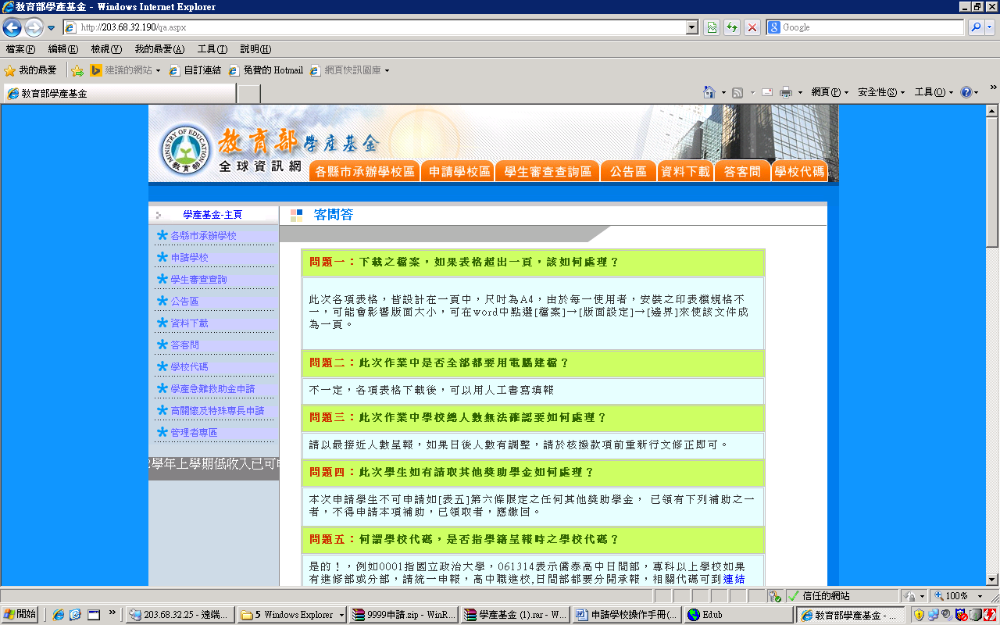 教育部學產基金 - Windows Internet Explorer
http://203.68.32.190/qa.aspx
Google
檔案(F) 編輯(E) 檢視(V) 我的最愛(A) 工具(T) 說明(H)
我的最愛 建議的網站 自訂連結 免費的 Hotmail 網頁快訊圖庫
教育部學產基金
網頁(P) 安全性(S) 工具(O)
MINISTRY OF EDUCATION
教育部
教育部學產基金
全球資訊網
各縣市承辦學校區 申請學校區 學生審查查詢區 公告區 資料下載 答客問 學校代碼
學產基金-主頁
各縣市承辦學校
申請學校
學生審查查詢
公告區
資料下載
答客問
學校代碼
學產急難救助金申請
高關懷及特殊專長申請
管理者專區
學年上學期低收入已可
客問答
問題一：下載之檔案，如果表格超出一頁，該如何處理？
此次各項表格，皆設計在一頁中，尺吋為A4，由於每一使用者，安裝之印表機規格不
一，可能會影響版面大小，可在word中點選[檔案]→[版面設定]→[邊界]來使該文件成
為一頁。
問題二：此次作業中是否全部都要用電腦建檔？
不一定，各項表格下載後，可以用人工書寫填報
問題三：此次作業中學校總人數無法確認要如何處理？
請以最接近人數呈報，如果日後人數有調整，請於核撥款項前重新行文修正即可。
問題四：此次學生如有請取其他獎助學金如何處理？
本次申請學生不可申請如[表五]第六條限定之任何其他獎助學金， 已領有下列補助之一
者，不得申請本項補助，已領取者，應繳回。
問題五：何謂學校代碼，是否指學籍呈報時之學校代碼？
是的！，例如0001指國立政治大學，061314表示僑泰高中日間部，專科以上學校如果
有進修部或分部，請統一申報，高中職進校,日間部都要分開承報，相關代碼可到連結
信任的網站
100%
開始
203.68.32.25 - 遠端...
5 Windows Explorer
9999申請.zip - WinR...
學產基金 (1).rar - W...
申請學校操作手冊(...
Edub
教育部學產基金 - ...